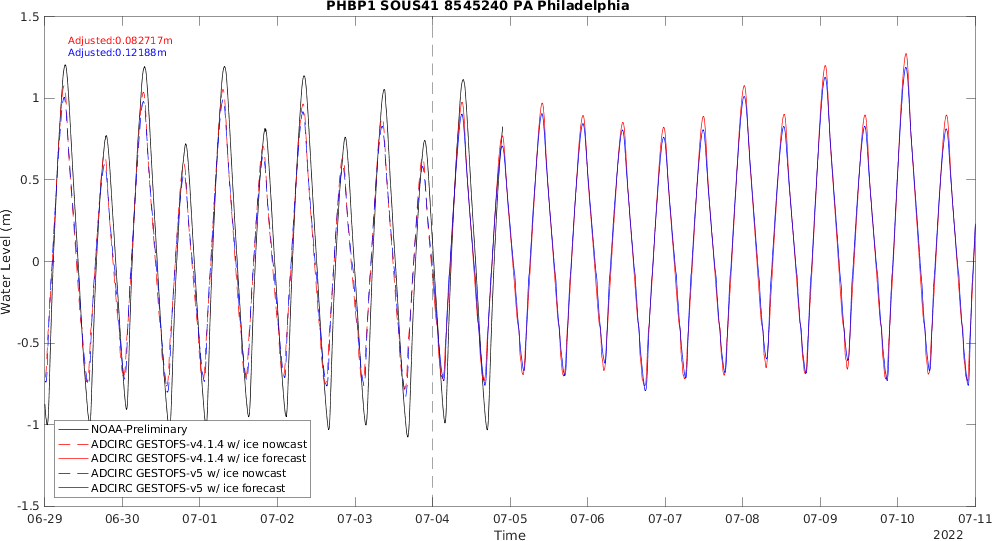 PHBP1 SOUS41 8545240 PA Philadelphia
Adjusted:0.082717m
Adjusted:0.12188m
Water Level (m)
1.5
1
0.5
0
-0.5
-1
-1.5
NOAA-Preliminary
ADCIRC GESTOFS-v4.1.4 w/ ice nowcast
ADCIRC GESTOFS-v4.1.4 w/ ice forecast
ADCIRC GESTOFS-v5 w/ ice nowcast
ADCIRC GESTOFS-v5 w/ ice forecast
06-29 06-30 07-01 07-02 07-03 07-04 07-05 07-06 07-07 07-08 07-09 07-10 07-11
Time
2022